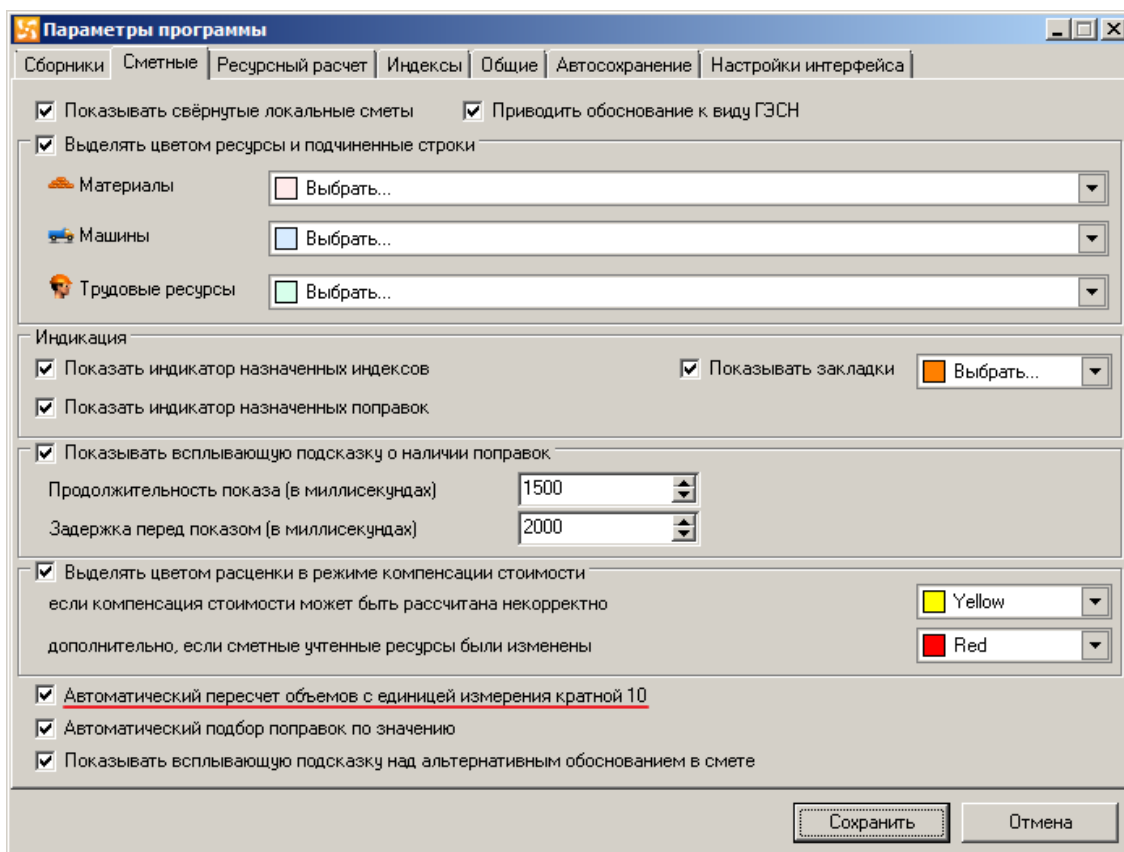 Параметры программы
Сборники Сметные Ресурсный расчет Индексы Общие Автосохранение Настройки интерфейса
Показывать свёрнутые локальные сметы Приводить обоснование к виду ГЭСН
Выделять цветом ресурсы и подчиненные строки
Материалы Выбрать...
Машины Выбрать...
Трудовые ресурсы Выбрать...
Индикация
Показать индикатор назначенных индексов Показывать закладки Выбрать...
Показать индикатор назначенных поправок
Показывать всплывающую подсказку о наличии поправок
Продолжительность показа (в миллисекундах) 1500
Задержка перед показом (в миллисекундах) 2000
Выделять цветом расценки в режиме компенсации стоимости
если компенсация стоимости может быть рассчитана некорректно Yellow
дополнительно, если сметные учтенные ресурсы были изменены Red
Автоматический пересчет объемов с единицей измерения кратной 10
Автоматический подбор поправок по значению
Показывать всплывающую подсказку над альтернативным обоснованием в смете
Сохранить Отмена